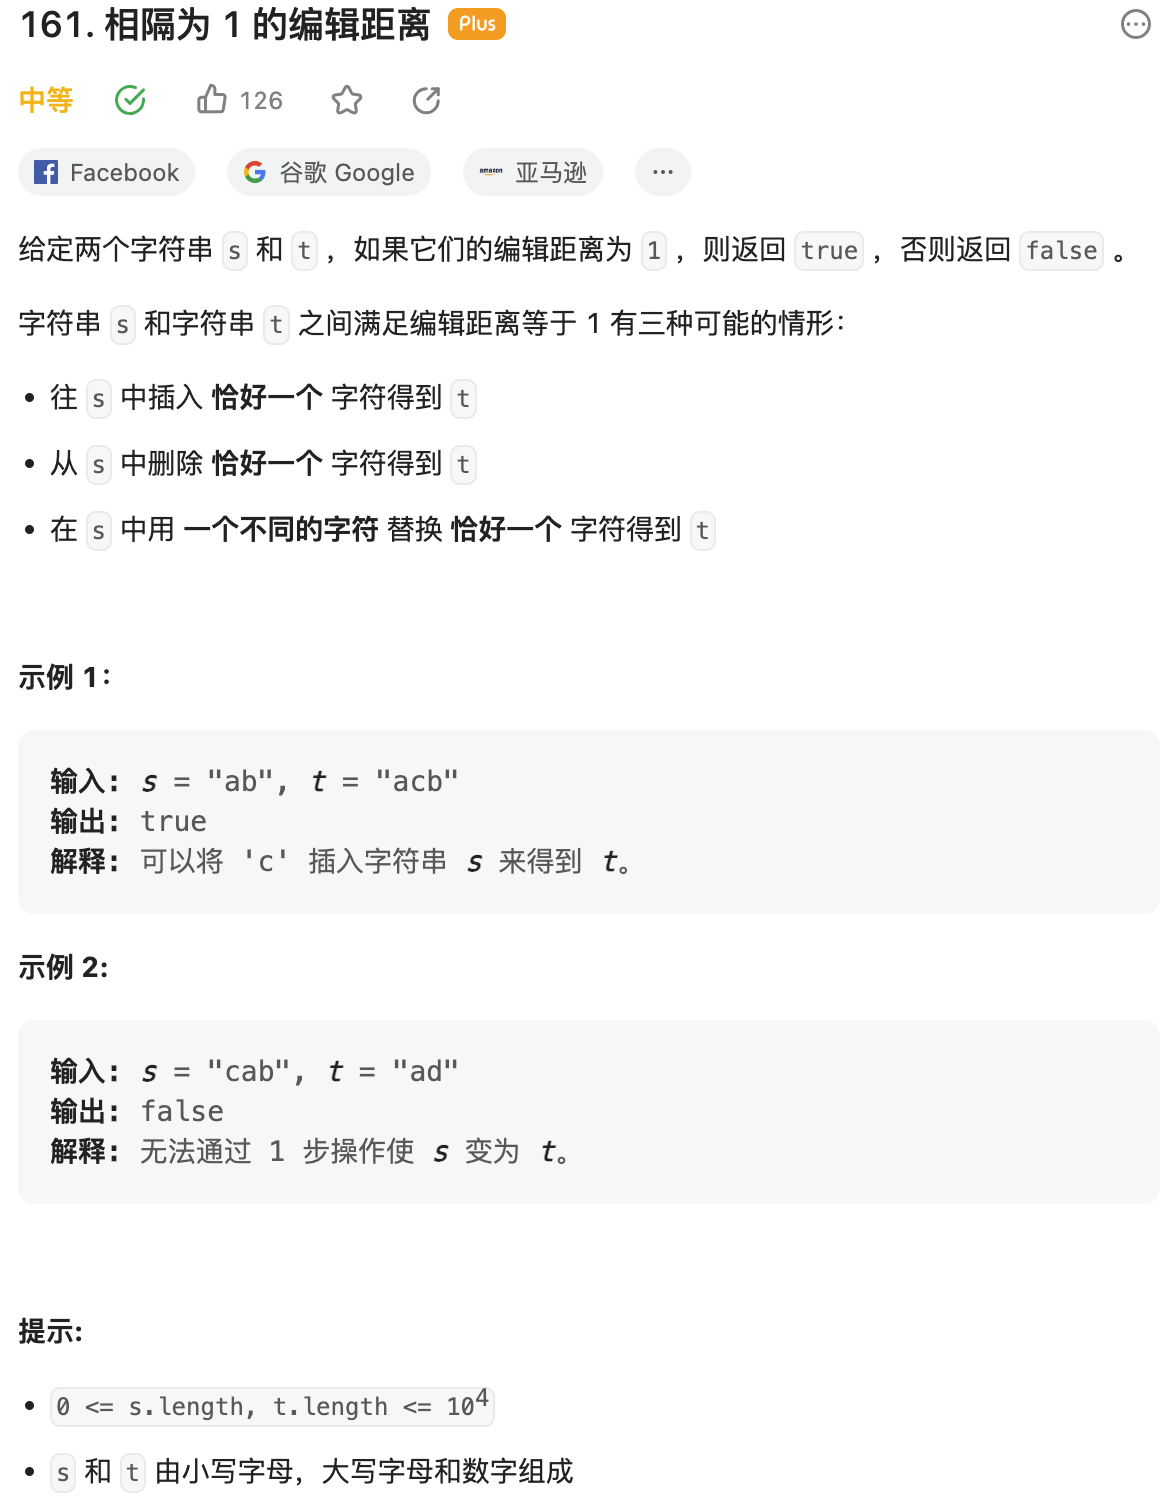 161. 相隔为 1 的编辑距离 Plus
中等 126
Facebook 谷歌 Google amazon 亚马逊 ···
给定两个字符串 s 和 t ，如果它们的编辑距离为 1 ，则返回 true ，否则返回 false 。
字符串 s 和字符串 t 之间满足编辑距离等于 1 有三种可能的情形：
• 往 s 中插入 恰好一个 字符得到 t
• 从 s 中删除 恰好一个 字符得到 t
• 在 s 中用 一个不同的字符 替换 恰好一个 字符得到 t
示例 1：
输入: s = "ab", t = "acb"
输出: true
解释: 可以将 'c' 插入字符串 s 来得到 t。
示例 2:
输入: s = "cab", t = "ad"
输出: false
解释: 无法通过 1 步操作使 s 变为 t。
提示:
• 0 <= s.length, t.length <= 10⁴
• s 和 t 由小写字母，大写字母和数字组成